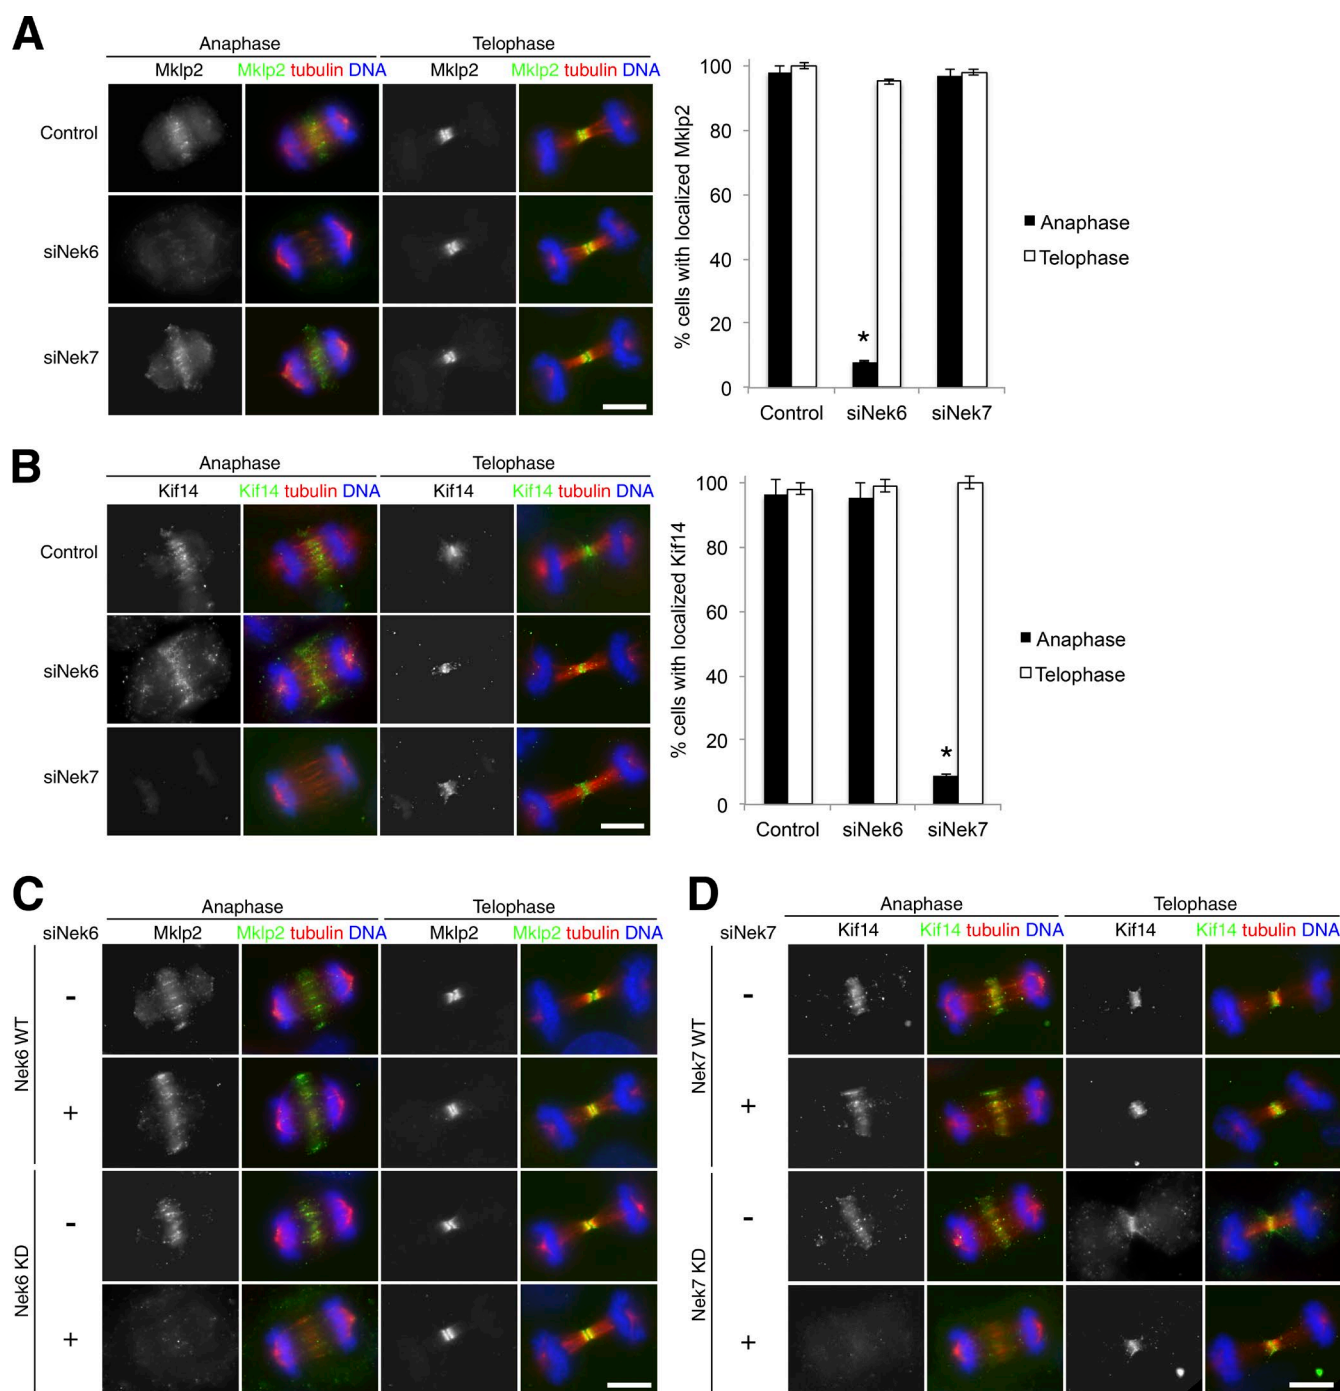 A
Anaphase Telophase
Mklp2 Mklp2 tubulin DNA Mklp2 Mklp2 tubulin DNA
Control
siNek6
siNek7
% cells with localized Mklp2
100
80
60
40
20
0
*
Control siNek6 siNek7
Anaphase
Telophase
B
Anaphase Telophase
Kif14 Kif14 tubulin DNA Kif14 Kif14 tubulin DNA
Control
siNek6
siNek7
% cells with localized Kif14
100
80
60
40
20
0
*
Control siNek6 siNek7
Anaphase
Telophase
C
Anaphase Telophase
siNek6 Mklp2 Mklp2 tubulin DNA Mklp2 Mklp2 tubulin DNA
Nek6 WT
-
+
Nek6 KD
-
+
D
Anaphase Telophase
siNek7 Kif14 Kif14 tubulin DNA Kif14 Kif14 tubulin DNA
Nek7 WT
-
+
Nek7 KD
-
+